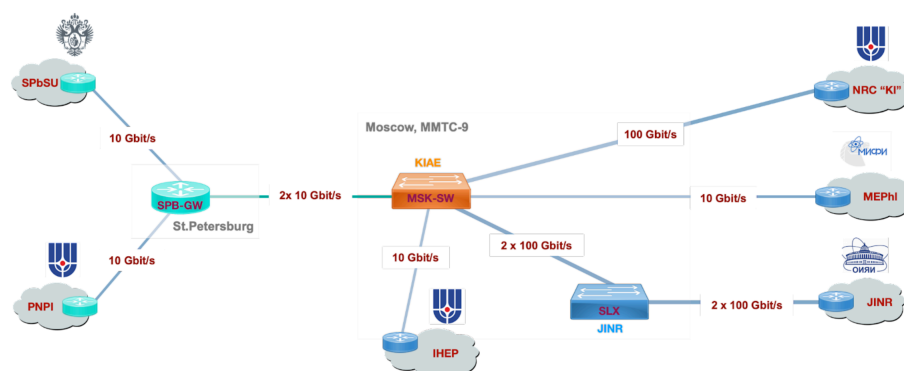 SPbSU
NRC "KI"
10 Gbit/s
Moscow, MMTC-9
100 Gbit/s
KIAE
МИФИ
SPB-GW
2x 10 Gbit/s
MSK-SW
10 Gbit/s
MEPhI
St.Petersburg
10 Gbit/s
10 Gbit/s
2 x 100 Gbit/s
ОИЯИ
PNPI
SLX
2 x 100 Gbit/s
JINR
JINR
IHEP